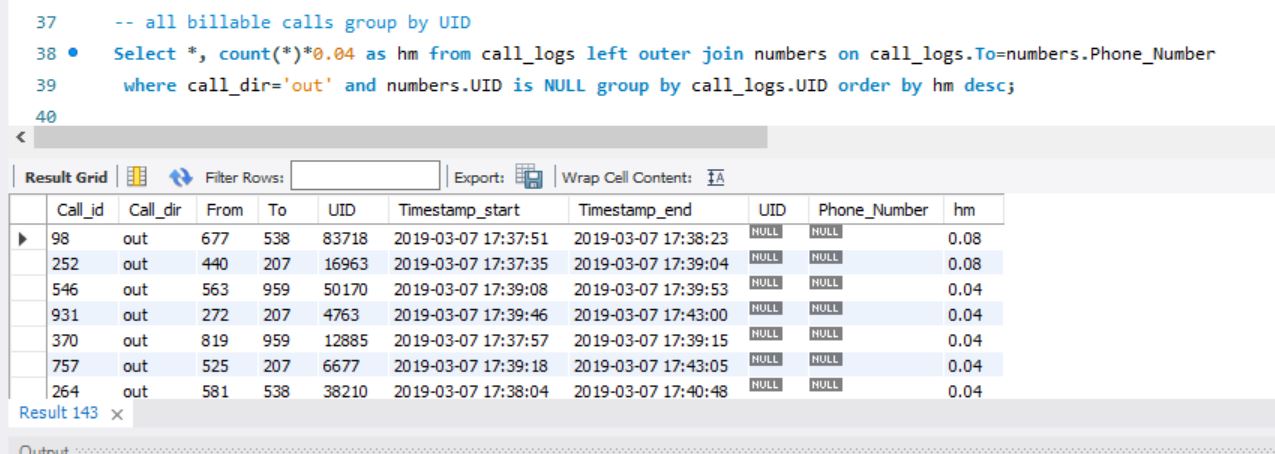 37 -- all billable calls group by UID
38 Select *, count(*)*0.04 as hm from call_logs left outer join numbers on call_logs.To=numbers.Phone_Number
39 where call_dir='out' and numbers.UID is NULL group by call_logs.UID order by hm desc;
40
Result Grid Filter Rows: Export: Wrap Cell Content:
Call_id Call_dir From To UID Timestamp_start Timestamp_end UID Phone_Number hm
98 out 677 538 83718 2019-03-07 17:37:51 2019-03-07 17:38:23 NULL NULL 0.08
252 out 440 207 16963 2019-03-07 17:37:35 2019-03-07 17:39:04 NULL NULL 0.08
546 out 563 959 50170 2019-03-07 17:39:08 2019-03-07 17:39:53 NULL NULL 0.04
931 out 272 207 4763 2019-03-07 17:39:46 2019-03-07 17:43:00 NULL NULL 0.04
370 out 819 959 12885 2019-03-07 17:37:57 2019-03-07 17:39:15 NULL NULL 0.04
757 out 525 207 6677 2019-03-07 17:39:18 2019-03-07 17:43:05 NULL NULL 0.04
264 out 581 538 38210 2019-03-07 17:38:04 2019-03-07 17:40:48 NULL NULL 0.04
Result 143
Output